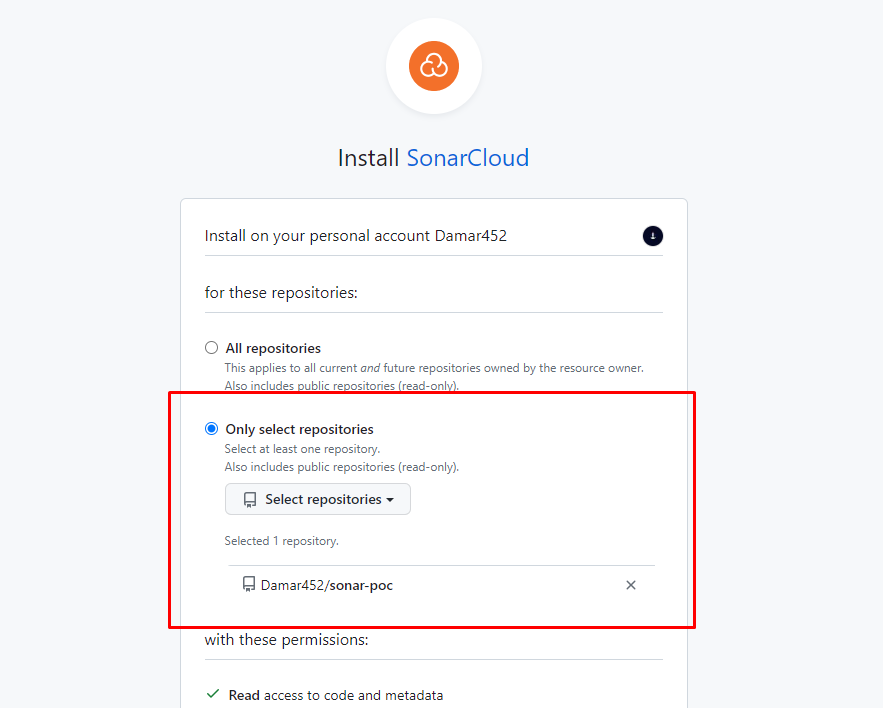 Install SonarCloud
Install on your personal account Damar452
for these repositories:
All repositories
This applies to all current and future repositories owned by the resource owner.
Also includes public repositories (read-only).
Only select repositories
Select at least one repository.
Also includes public repositories (read-only).
Select repositories
Selected 1 repository.
Damar452/sonar-poc
with these permissions:
Read access to code and metadata